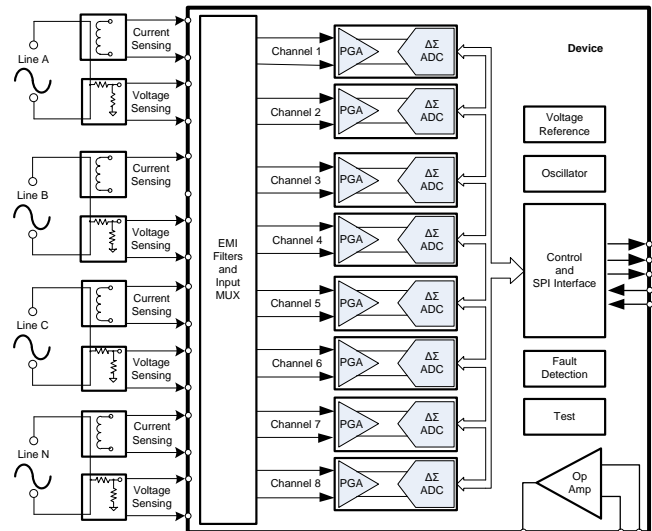 Line A
Current
Sensing
Voltage
Sensing
Line B
Current
Sensing
Voltage
Sensing
Line C
Current
Sensing
Voltage
Sensing
Line N
Current
Sensing
Voltage
Sensing
EMI
Filters
and
Input
MUX
Channel 1
PGA
ΔΣ
ADC
Channel 2
PGA
ΔΣ
ADC
Channel 3
PGA
ΔΣ
ADC
Channel 4
PGA
ΔΣ
ADC
Channel 5
PGA
ΔΣ
ADC
Channel 6
PGA
ΔΣ
ADC
Channel 7
PGA
ΔΣ
ADC
Channel 8
PGA
ΔΣ
ADC
Device
Voltage
Reference
Oscillator
Control
and
SPI Interface
Fault
Detection
Test
Op
Amp